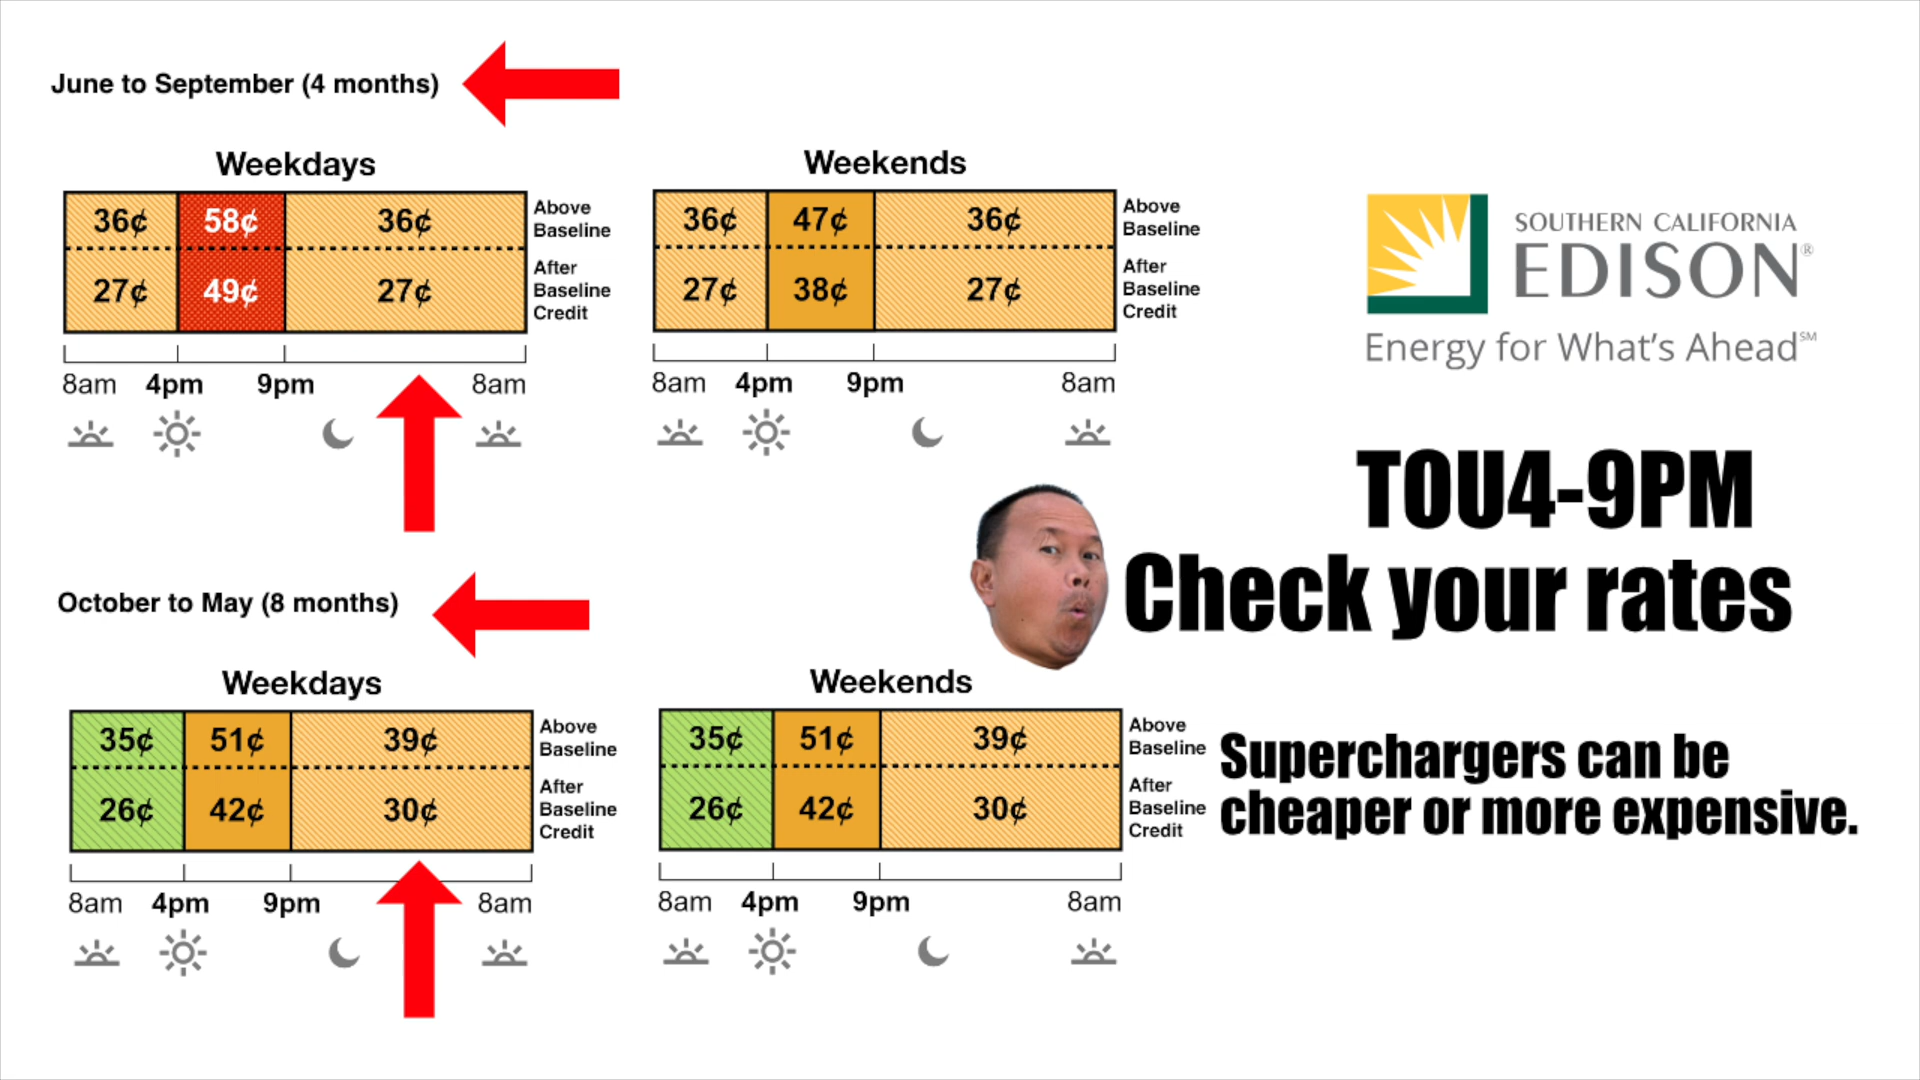 June to September (4 months)
Weekdays
36¢ 58¢ 36¢
Above
Baseline
27¢ 49¢ 27¢
After
Baseline
Credit
8am 4pm 9pm 8am
Weekends
36¢ 47¢ 36¢
Above
Baseline
27¢ 38¢ 27¢
After
Baseline
Credit
8am 4pm 9pm 8am
SOUTHERN CALIFORNIA
EDISON®
Energy for What's Ahead℠
TOU4-9PM
Check your rates
October to May (8 months)
Weekdays
35¢ 51¢ 39¢
Above
Baseline
26¢ 42¢ 30¢
After
Baseline
Credit
8am 4pm 9pm 8am
Weekends
35¢ 51¢ 39¢
Above
Baseline
26¢ 42¢ 30¢
After
Baseline
Credit
8am 4pm 9pm 8am
Superchargers can be
cheaper or more expensive.